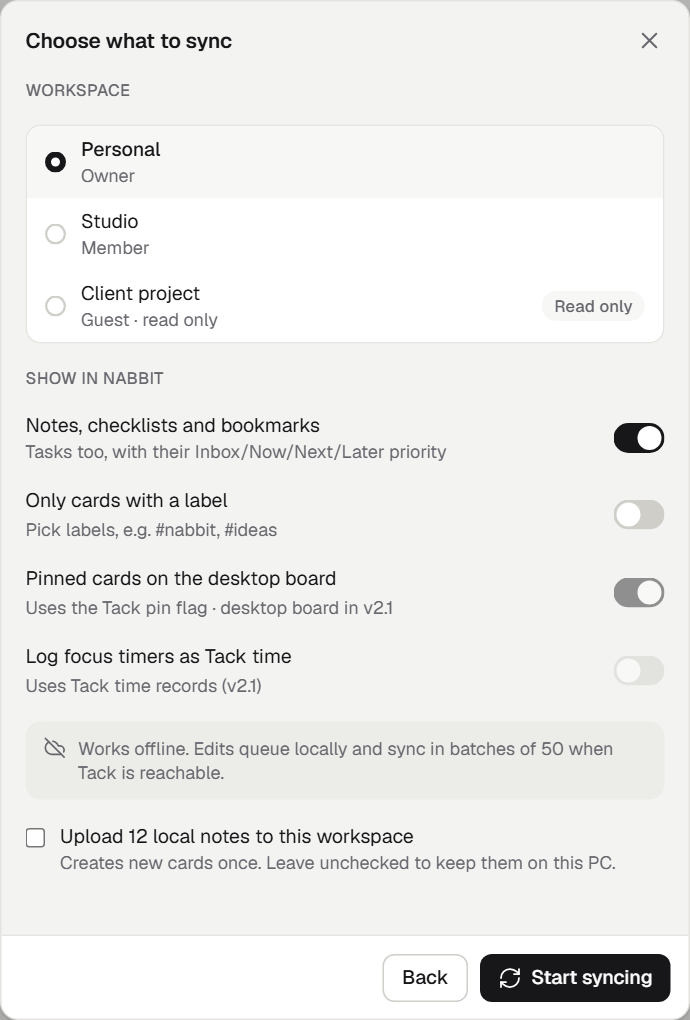 Choose what to sync
WORKSPACE
Personal
Owner
Studio
Member
Client project
Guest · read only
Read only
SHOW IN NABBIT
Notes, checklists and bookmarks
Tasks too, with their Inbox/Now/Next/Later priority
Only cards with a label
Pick labels, e.g. #nabbit, #ideas
Pinned cards on the desktop board
Uses the Tack pin flag · desktop board in v2.1
Log focus timers as Tack time
Uses Tack time records (v2.1)
Works offline. Edits queue locally and sync in batches of 50 when
Tack is reachable.
Upload 12 local notes to this workspace
Creates new cards once. Leave unchecked to keep them on this PC.
Back
Start syncing